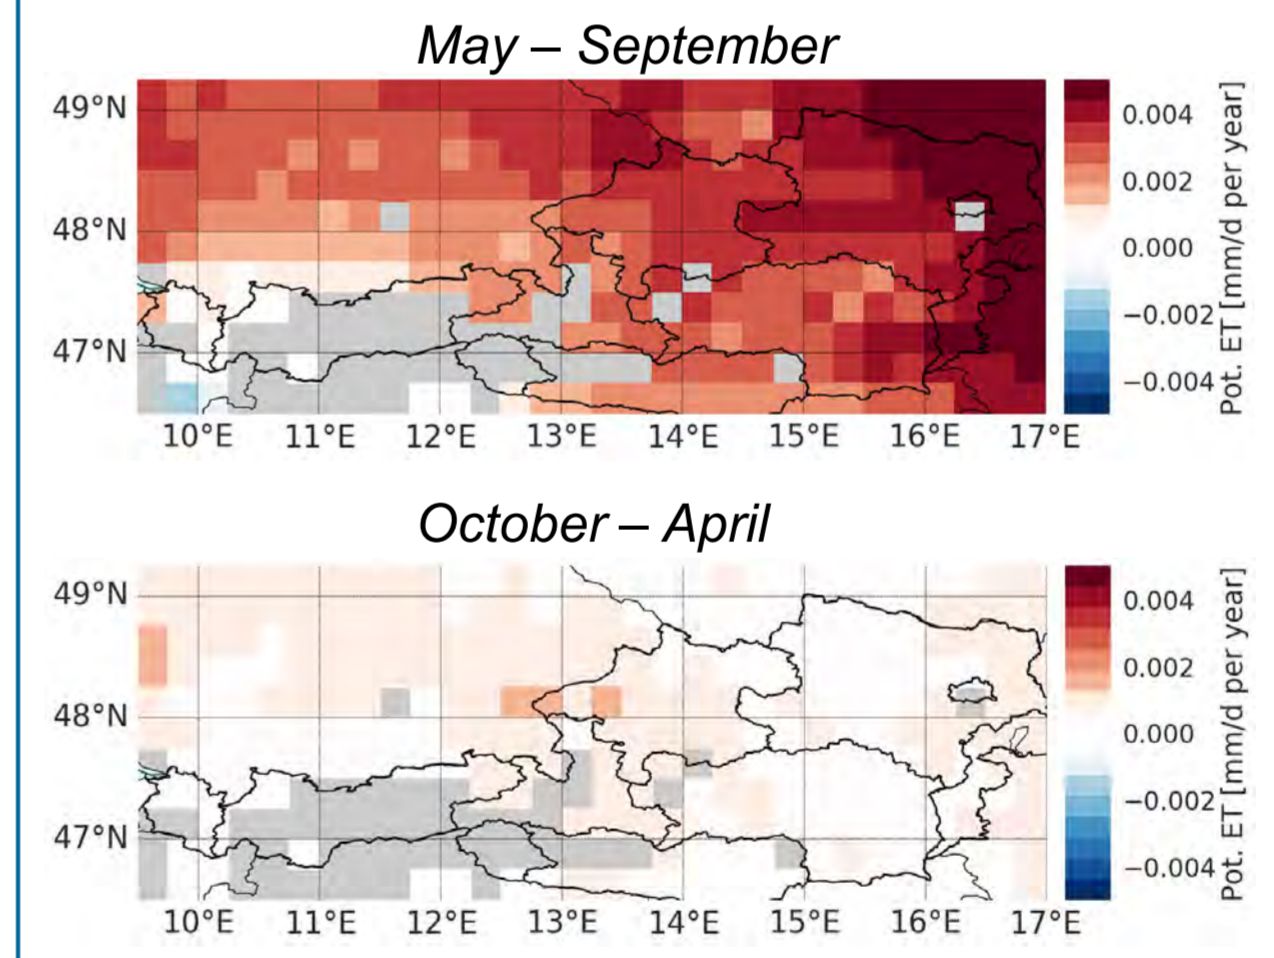 May – September
49°N
48°N
47°N
10°E 11°E 12°E 13°E 14°E 15°E 16°E 17°E
0.004
0.002
0.000
−0.002
−0.004
Pot. ET [mm/d per year]
October – April
49°N
48°N
47°N
10°E 11°E 12°E 13°E 14°E 15°E 16°E 17°E
0.004
0.002
0.000
−0.002
−0.004
Pot. ET [mm/d per year]